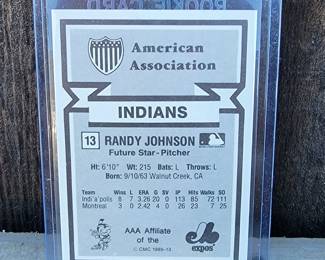 ROOKIE CARD
American
Association
INDIANS
13 RANDY JOHNSON
Future Star-Pitcher
Ht: 6'10" Wt: 215 Bats: L Throws: L
Born: 9/10/63 Walnut Creek, CA
Team Wins L ERA G SV IP Hits Walks SO
Indi'a'polis 8 7 3.26 20 0 113 85 72 111
Montreal 3 0 2.42 4 0 26 23 7 25
AAA Affiliate
of the
expos
© CMC 1989-13